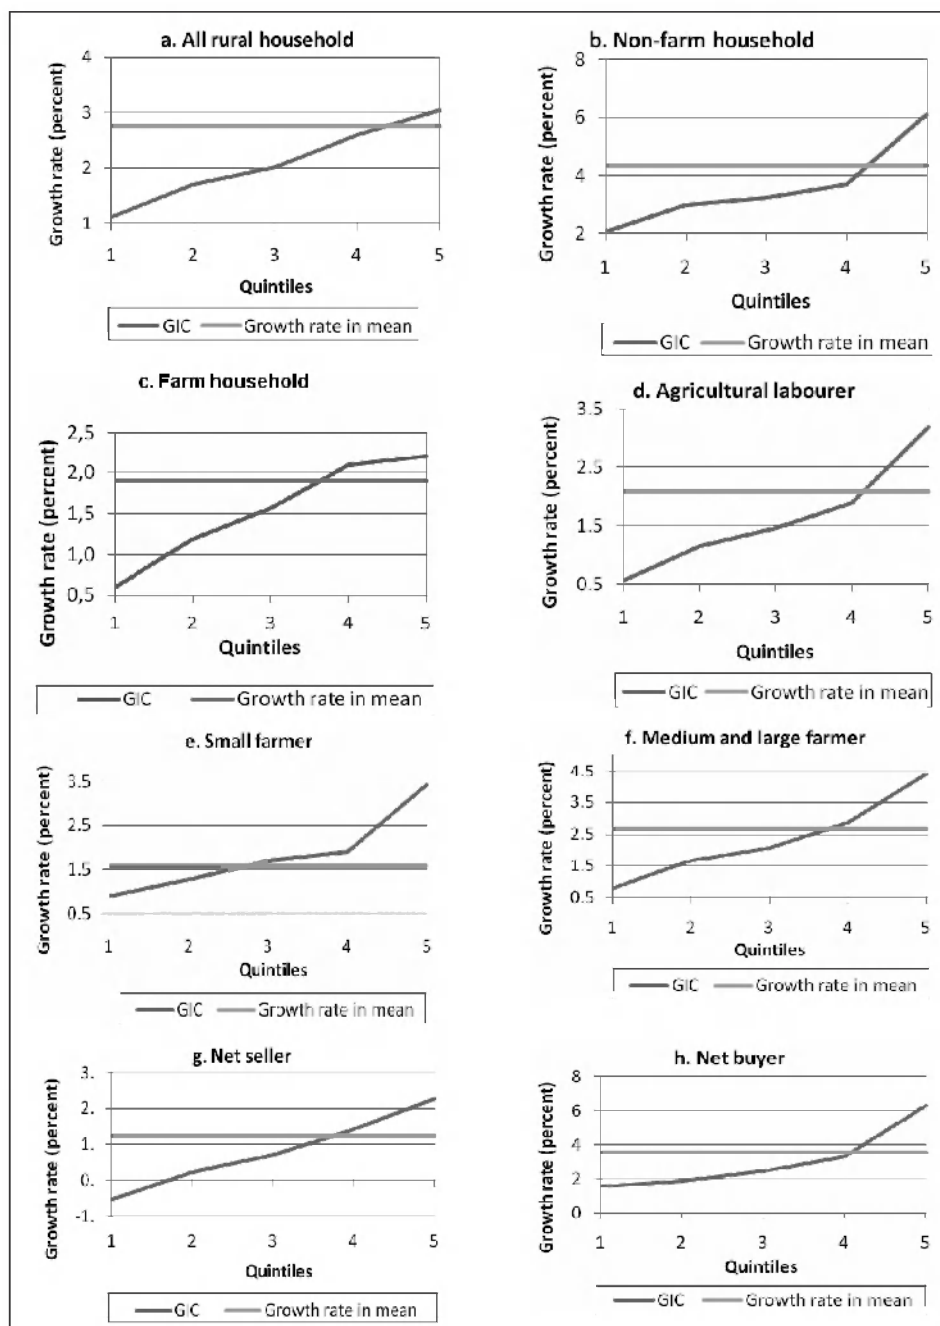 a. All rural household
4
3
2
1
Growth rate (percent)
1 2 3 4 5
Quintiles
GIC Growth rate in mean
b. Non-farm household
8
6
4
2
Growth rate (percent)
1 2 3 4 5
Quintiles
GIC Growth rate in mean
c. Farm household
2,5
2,0
1,5
1,0
0,5
Growth rate (percent)
1 2 3 4 5
Quintiles
GIC Growth rate in mean
d. Agricultural labourer
3.5
2.5
1.5
0.5
Growth rate (percent)
1 2 3 4 5
Quintiles
GIC Growth rate in mean
e. Small farmer
3.5
2.5
1.5
0.5
Growth rate (percent)
1 2 3 4 5
Quintiles
GIC Growth rate in mean
f. Medium and large farmer
4.5
3.5
2.5
1.5
0.5
Growth rate (percent)
1 2 3 4 5
Quintiles
GIC Growth rate in mean
g. Net seller
3.
2.
1.
0.
-1.
Growth rate (percent)
1 2 3 4 5
Quintiles
GIC Growth rate in mean
h. Net buyer
8
6
4
2
0
Growth rate (percent)
1 2 3 4 5
Quintiles
GIC Growth rate in mean